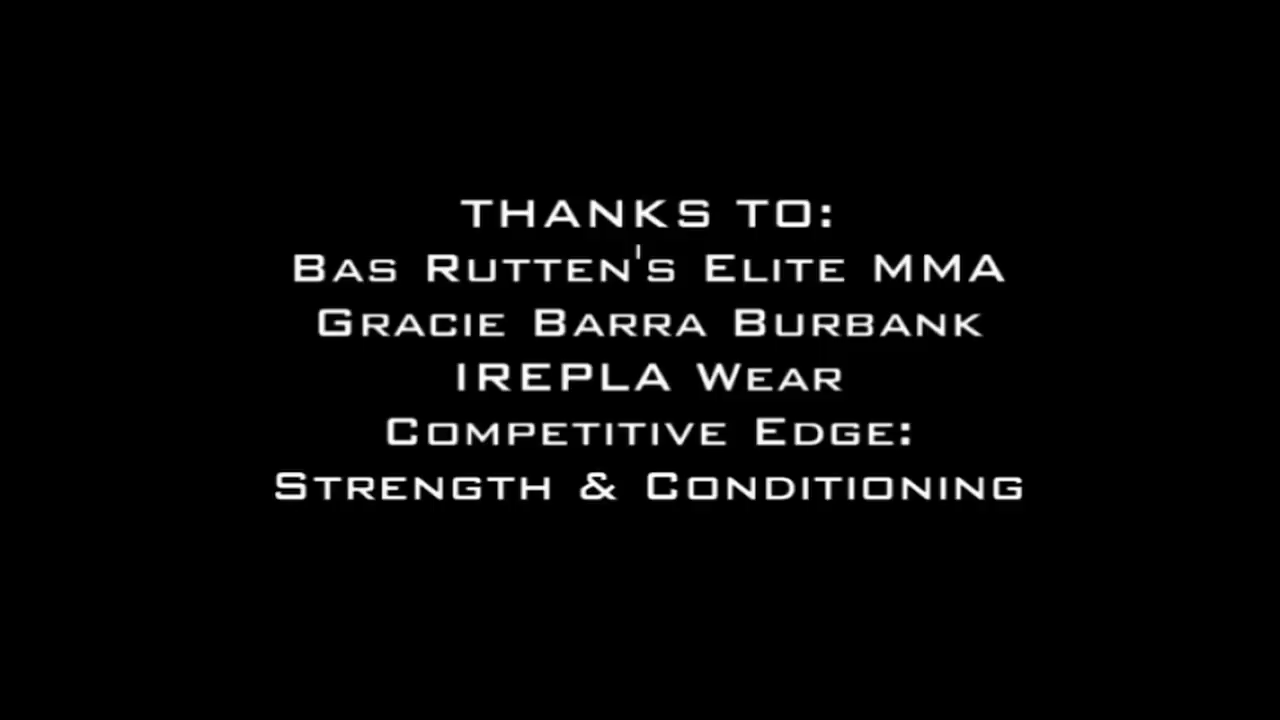 THANKS TO:
Bas Rutten's Elite MMA
Gracie Barra Burbank
IREPLA Wear
Competitive Edge:
Strength & Conditioning